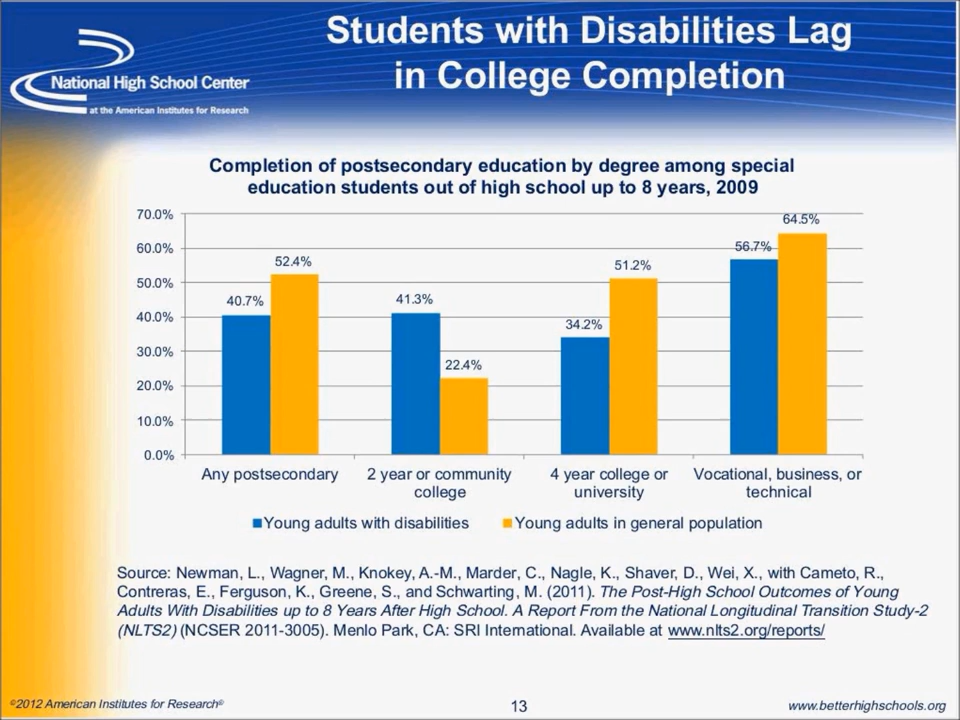 Students with Disabilities Lag
in College Completion
National High School Center
at the American Institutes for Research
Completion of postsecondary education by degree among special
education students out of high school up to 8 years, 2009
70.0%
60.0%
50.0%
40.0%
30.0%
20.0%
10.0%
0.0%
40.7%
52.4%
41.3%
22.4%
34.2%
51.2%
56.7%
64.5%
Any postsecondary
2 year or community
college
4 year college or
university
Vocational, business, or
technical
Young adults with disabilities
Young adults in general population
Source: Newman, L., Wagner, M., Knokey, A.-M., Marder, C., Nagle, K., Shaver, D., Wei, X., with Cameto, R.,
Contreras, E., Ferguson, K., Greene, S., and Schwarting, M. (2011). The Post-High School Outcomes of Young
Adults With Disabilities up to 8 Years After High School. A Report From the National Longitudinal Transition Study-2
(NLTS2) (NCSER 2011-3005). Menlo Park, CA: SRI International. Available at www.nlts2.org/reports/
©2012 American Institutes for Research®
13
www.betterhighschools.org